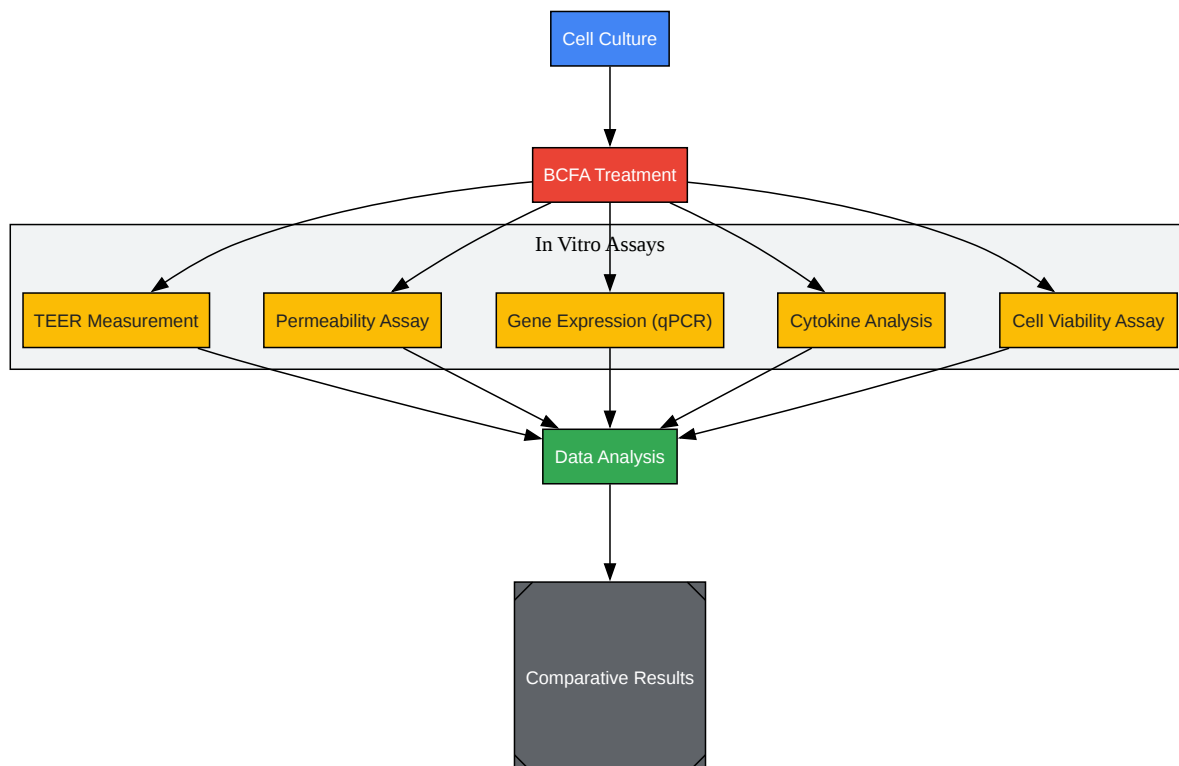 Cell Culture
BCFA Treatment
In Vitro Assays
TEER Measurement
Permeability Assay
Gene Expression (qPCR)
Cytokine Analysis
Cell Viability Assay
Data Analysis
Comparative Results